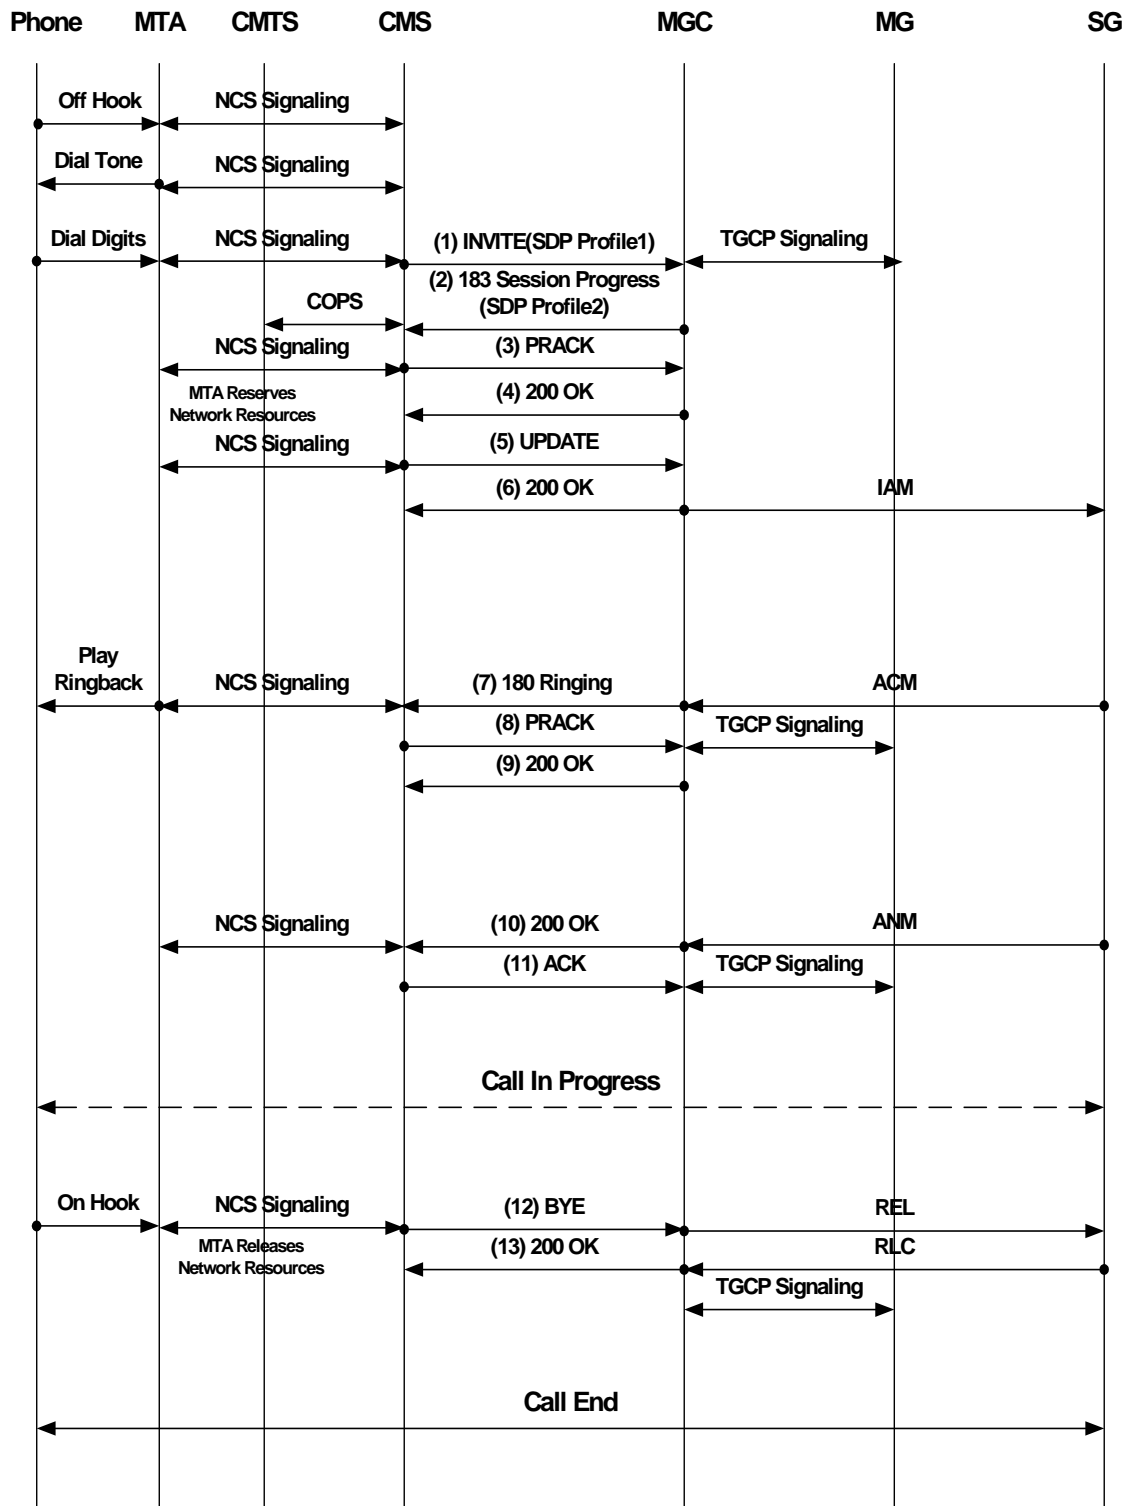 Phone MTA CMTS CMS MGC MG SG
Off Hook NCS Signaling
Dial Tone NCS Signaling
Dial Digits NCS Signaling (1) INVITE(SDP Profile1) TGCP Signaling
(2) 183 Session Progress
(SDP Profile2)
COPS
NCS Signaling (3) PRACK
MTA Reserves
Network Resources
(4) 200 OK
NCS Signaling (5) UPDATE
(6) 200 OK IAM
Play
Ringback NCS Signaling (7) 180 Ringing ACM
(8) PRACK TGCP Signaling
(9) 200 OK
NCS Signaling (10) 200 OK ANM
(11) ACK TGCP Signaling
Call In Progress
On Hook NCS Signaling (12) BYE REL
MTA Releases
Network Resources
(13) 200 OK RLC
TGCP Signaling
Call End